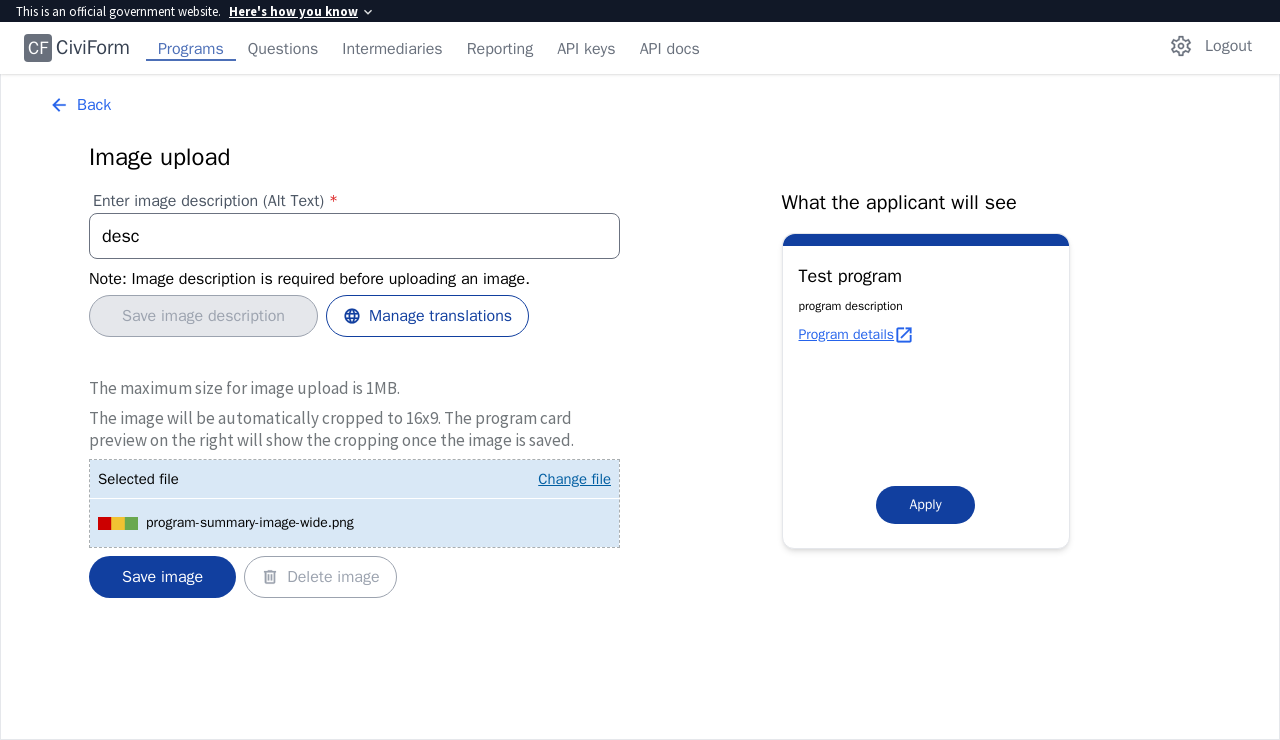 This is an official government website. Here's how you know
CF CiviForm Programs Questions Intermediaries Reporting API keys API docs Logout
Back
Image upload
Enter image description (Alt Text) *
desc
Note: Image description is required before uploading an image.
Save image description Manage translations
The maximum size for image upload is 1MB.
The image will be automatically cropped to 16x9. The program card
preview on the right will show the cropping once the image is saved.
Selected file Change file
program-summary-image-wide.png
Save image Delete image
What the applicant will see
Test program
program description
Program details
Apply